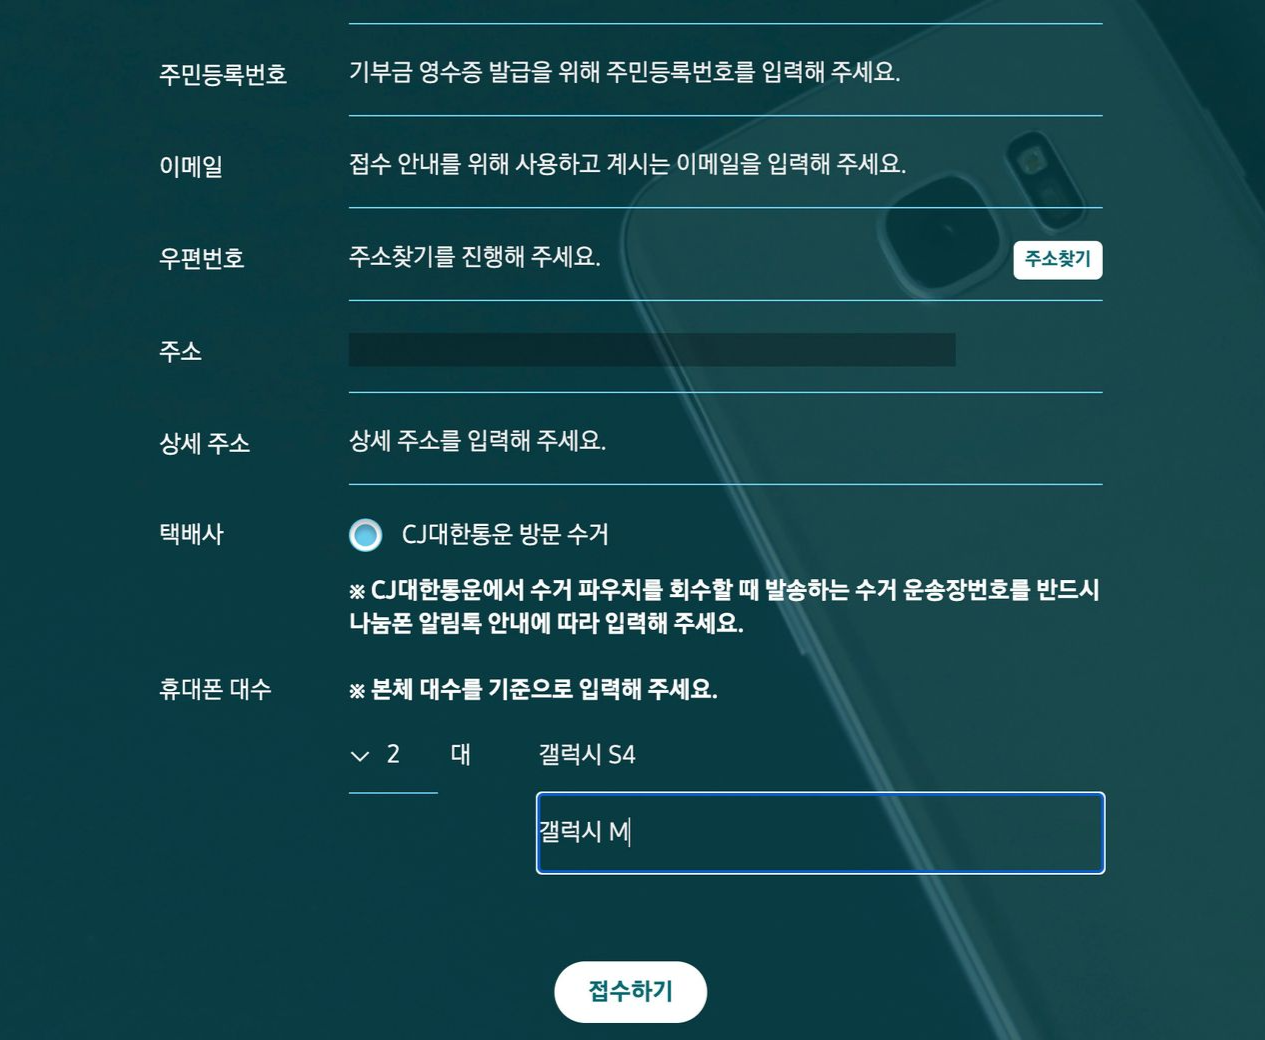 주민등록번호 기부금 영수증 발급을 위해 주민등록번호를 입력해 주세요.
이메일 접수 안내를 위해 사용하고 계시는 이메일을 입력해 주세요.
우편번호 주소찾기를 진행해 주세요. 주소찾기
주소
상세 주소 상세 주소를 입력해 주세요.
택배사 CJ대한통운 방문 수거
※ CJ대한통운에서 수거 파우치를 회수할 때 발송하는 수거 운송장번호를 반드시
나눔폰 알림톡 안내에 따라 입력해 주세요.
휴대폰 대수 ※ 본체 대수를 기준으로 입력해 주세요.
2 대 갤럭시 S4
갤럭시 M
접수하기